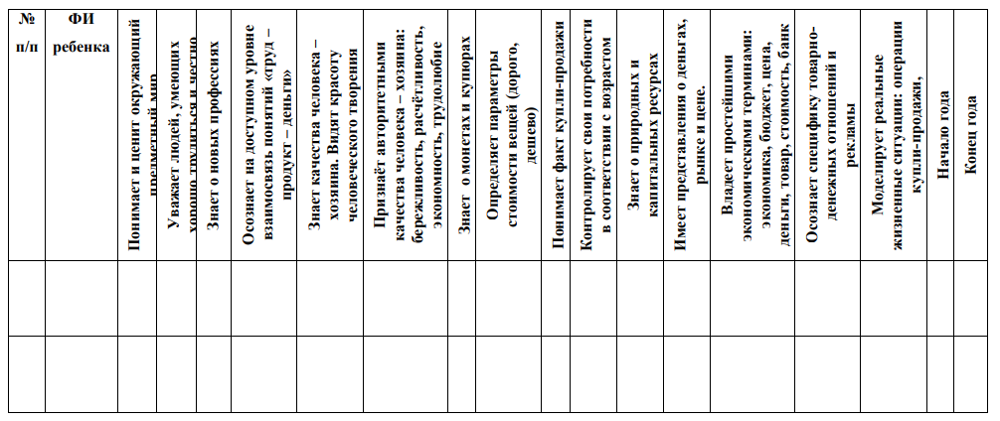 №
п/п
ФИ
ребенка
Понимает и ценит окружающий
предметный мир
Уважает людей, умеющих
хорошо трудиться и честно
Знает о новых профессиях
Осознает на доступном уровне
взаимосвязь понятий «труд –
продукт – деньги»
Знает качества человека –
хозяина. Видят красоту
человеческого творения
Признаёт авторитетными
качества человека – хозяина:
бережливость, расчётливость,
экономность, трудолюбие
Знает о монетах и купюрах
Определяет параметры
стоимости вещей (дорого,
дешево)
Понимает факт купли-продажи
Контролирует свои потребности
в соответствии с возрастом
Знает о природных и
капитальных ресурсах
Имеет представления о деньгах,
рынке и цене.
Владеет простейшими
экономическими терминами:
экономика, бюджет, цена,
деньги, товар, стоимость, банк
Осознает специфику товарно-
денежных отношений и
рекламы
Моделирует реальные
жизненные ситуации: операции
купли-продажи,
Начало года
Конец года